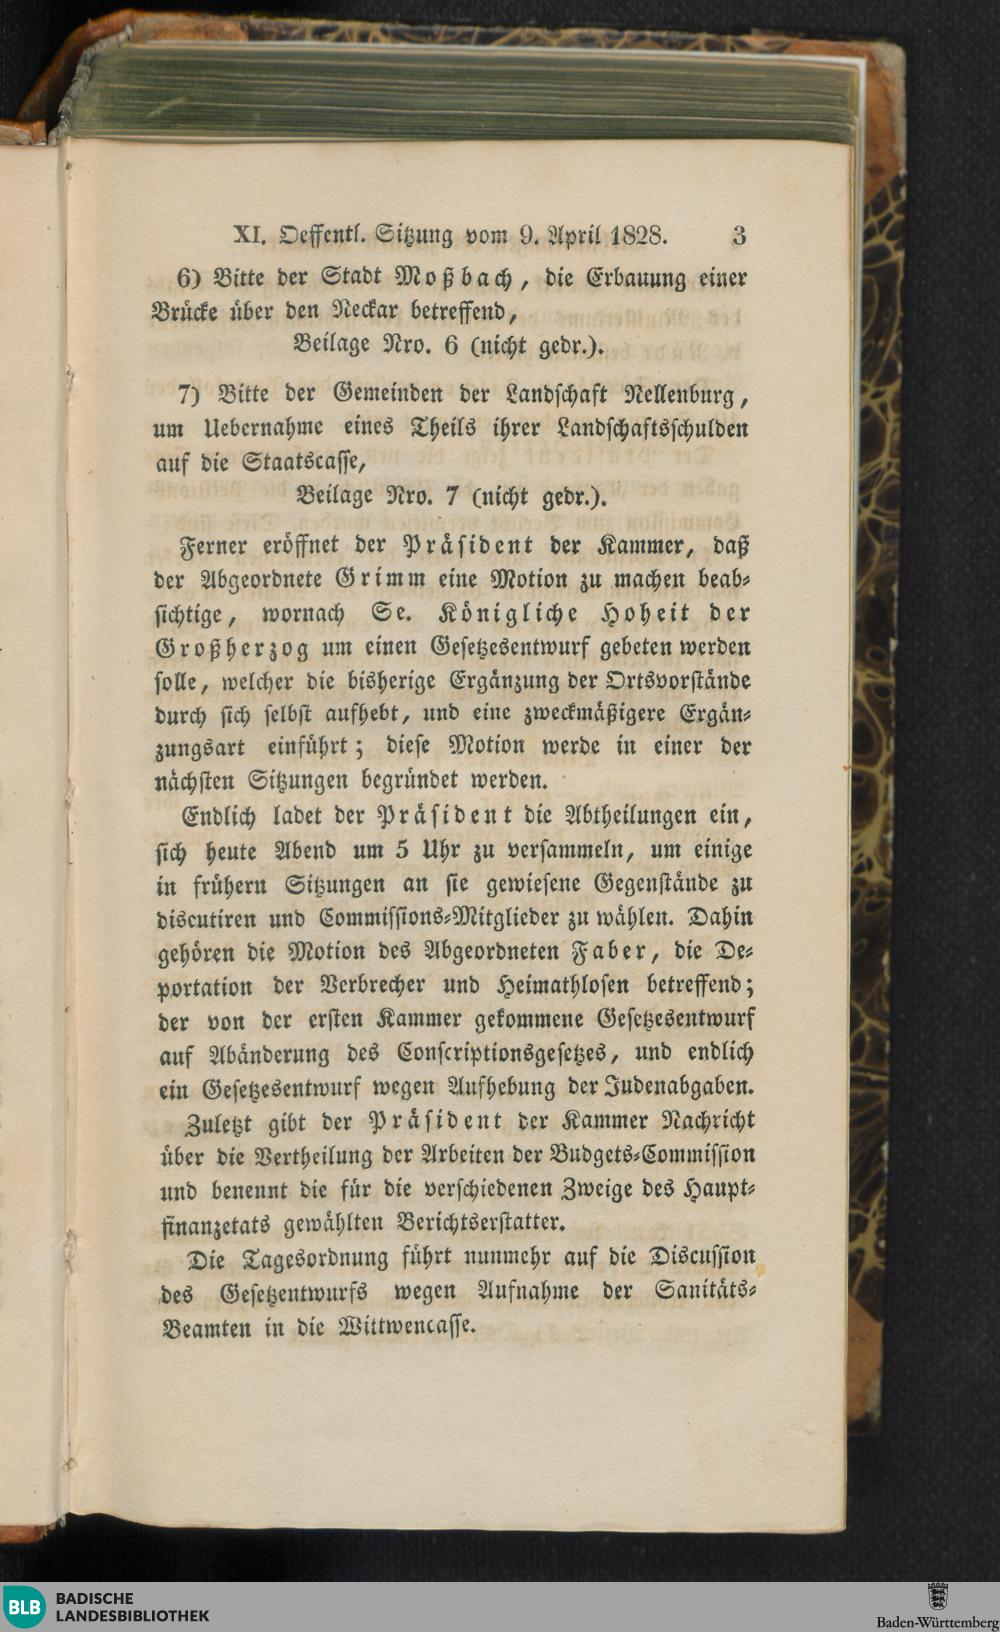 XI. Oeffentl. Sitzung vom 9. April 1828. 3
6) Bitte der Stadt Moßbach, die Erbauung einer
Brücke über den Neckar betreffend,
Beilage Nro. 6 (nicht gedr.).
7) Bitte der Gemeinden der Landschaft Nellenburg,
um Uebernahme eines Theils ihrer Landschaftsschulden
auf die Staatscasse,
Beilage Nro. 7 (nicht gedr.).
Ferner eröffnet der Präsident der Kammer, daß
der Abgeordnete Grimm eine Motion zu machen beab-
sichtige, wornach Se. Königliche Hoheit der
Großherzog um einen Gesetzesentwurf gebeten werden
solle, welcher die bisherige Ergänzung der Ortsvorstände
durch sich selbst aufhebt, und eine zweckmäßigere Ergän-
zungsart einführt; diese Motion werde in einer der
nächsten Sitzungen begründet werden.
Endlich ladet der Präsident die Abtheilungen ein,
sich heute Abend um 5 Uhr zu versammeln, um einige
in frühern Sitzungen an sie gewiesene Gegenstände zu
discutiren und Commissions-Mitglieder zu wählen. Dahin
gehören die Motion des Abgeordneten Faber, die De-
portation der Verbrecher und Heimathlosen betreffend;
der von der ersten Kammer gekommene Gesetzesentwurf
auf Abänderung des Conscriptionsgesetzes, und endlich
ein Gesetzesentwurf wegen Aufhebung der Judenabgaben.
Zuletzt gibt der Präsident der Kammer Nachricht
über die Vertheilung der Arbeiten der Budgets-Commission
und benennt die für die verschiedenen Zweige des Haupt-
finanzetats gewählten Berichtserstatter.
Die Tagesordnung führt nunmehr auf die Discussion
des Gesetzentwurfs wegen Aufnahme der Sanitäts-
Beamten in die Wittwencasse.
BLB BADISCHE
LANDESBIBLIOTHEK
Baden-Württemberg